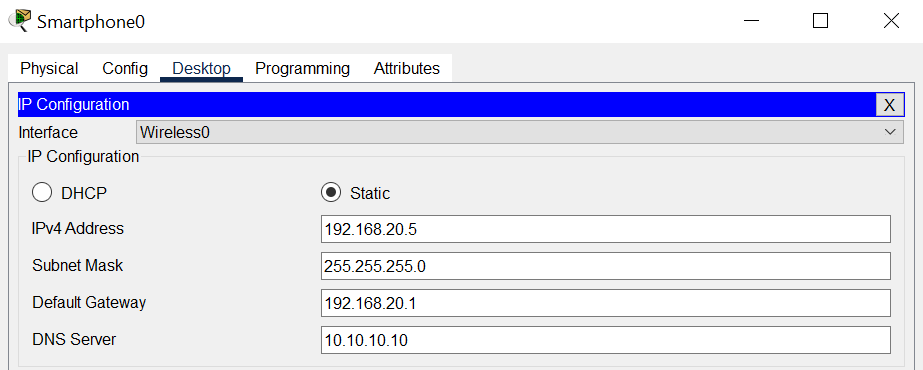 Smartphone0
Physical Config Desktop Programming Attributes
IP Configuration X
Interface Wireless0
IP Configuration
DHCP Static
IPv4 Address 192.168.20.5
Subnet Mask 255.255.255.0
Default Gateway 192.168.20.1
DNS Server 10.10.10.10